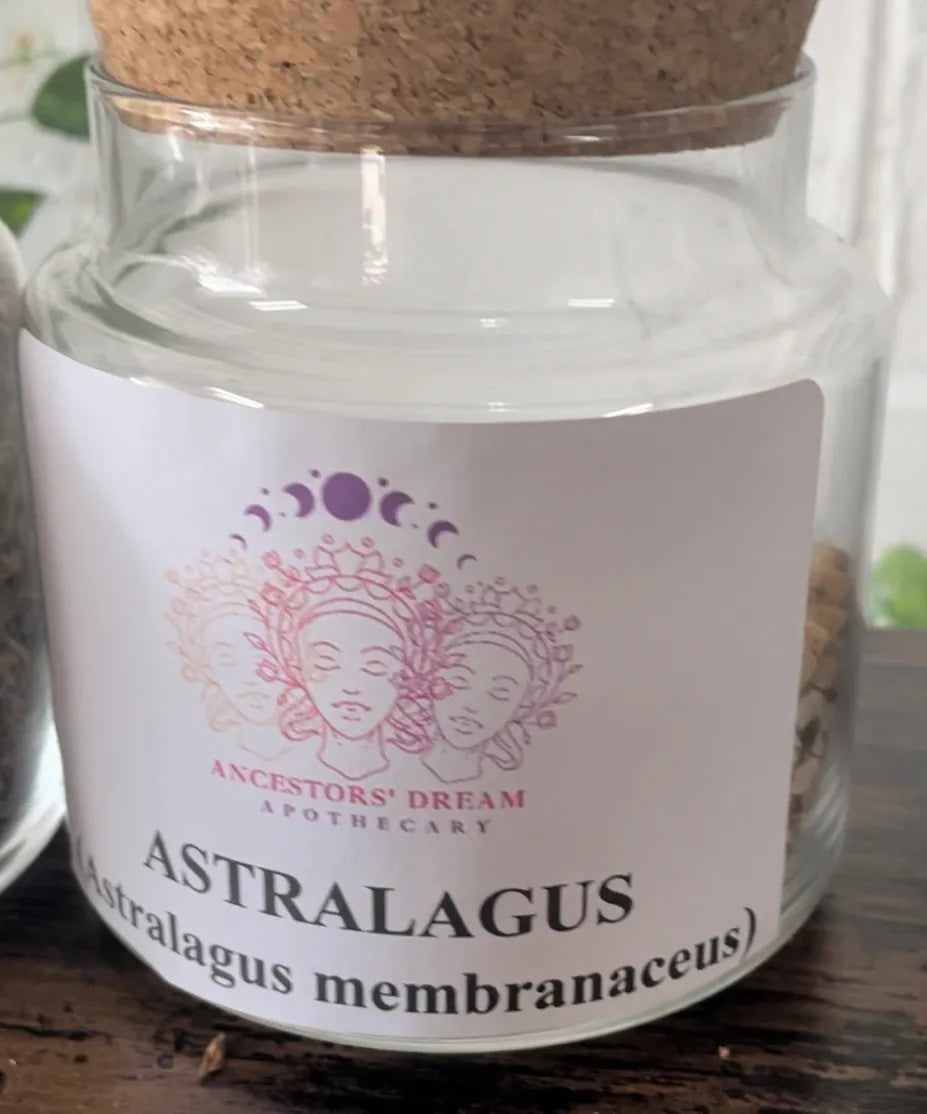 ANCESTORS' DREAM
APOTHECARY
ASTRALAGUS
(Astralagus membranaceus)